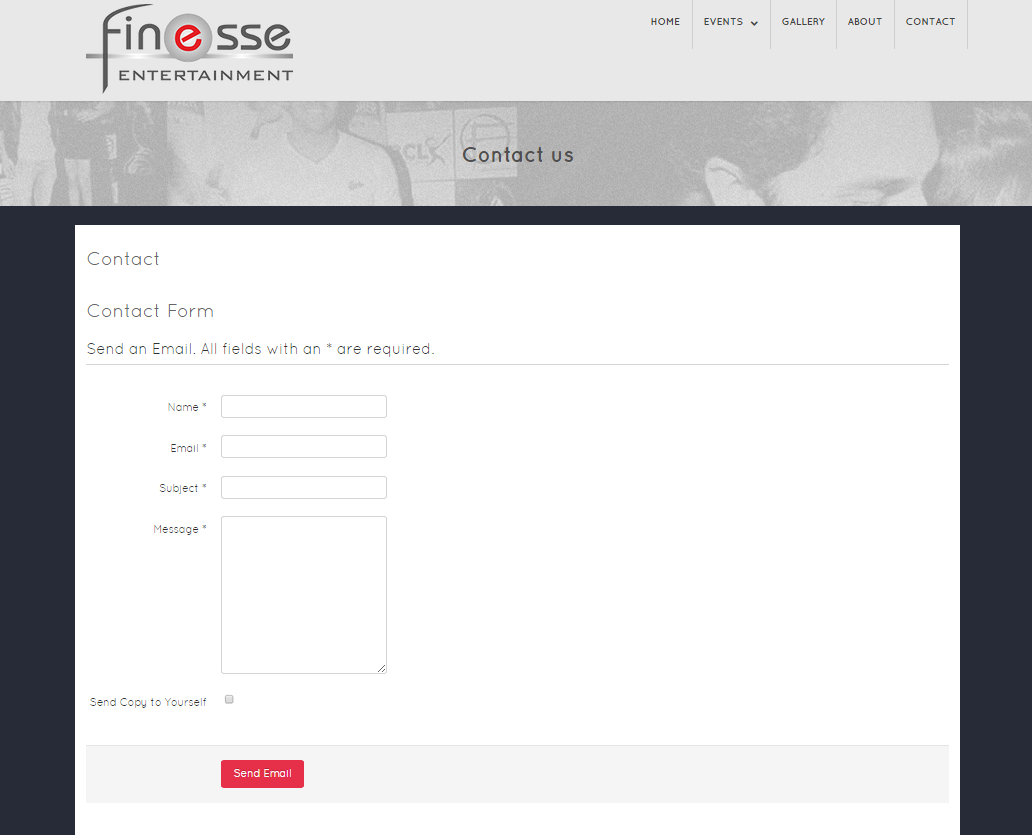 finesse
ENTERTAINMENT
HOME
EVENTS
GALLERY
ABOUT
CONTACT
Contact us
Contact
Contact Form
Send an Email. All fields with an * are required.
Name *
Email *
Subject *
Message *
Send Copy to Yourself
Send Email